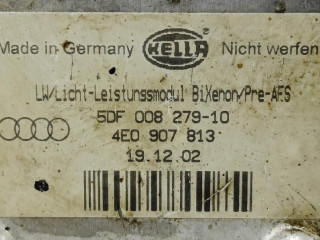 Made in Germany HELLA Nicht werfen
LW/Licht-Leistungsmodul BiXenon/Pre-AFS
5DF 008 279-10
4E0 907 813
19.12.02